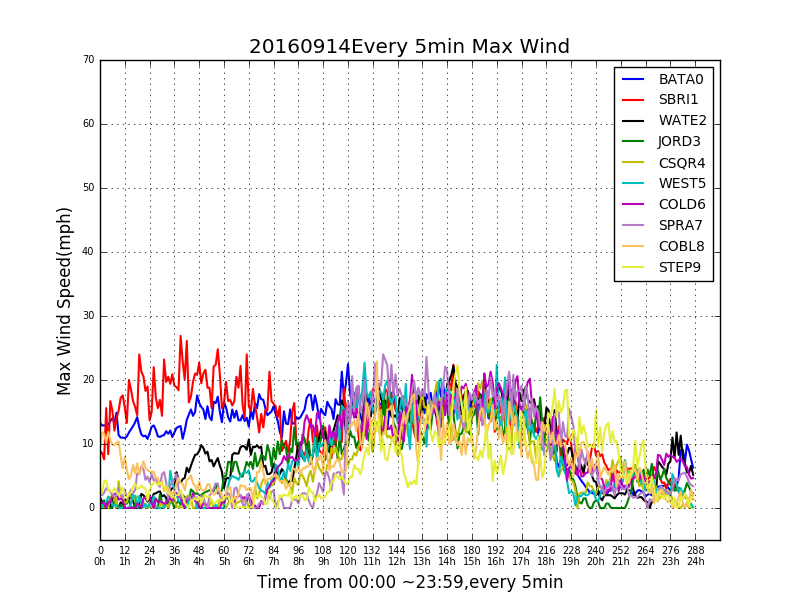 20160914Every 5min Max Wind
70
60
50
40
30
20
10
0
Max Wind Speed(mph)
BATA0
SBRI1
WATE2
JORD3
CSQR4
WEST5
COLD6
SPRA7
COBL8
STEP9
0 12 24 36 48 60 72 84 96 108 120 132 144 156 168 180 192 204 216 228 240 252 264 276 288
0h 1h 2h 3h 4h 5h 6h 7h 8h 9h 10h 11h 12h 13h 14h 15h 16h 17h 18h 19h 20h 21h 22h 23h 24h
Time from 00:00 ~23:59,every 5min